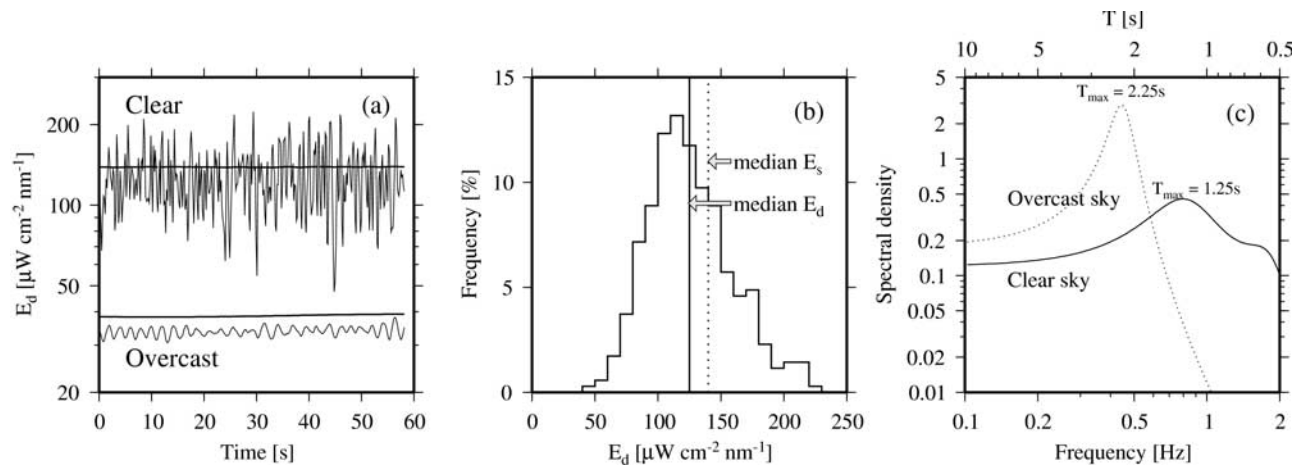 Clear
(a)
200
100
50
20
E_d [µW cm⁻² nm⁻¹]
Overcast
0 10 20 30 40 50 60
Time [s]
15
10
5
0
Frequency [%]
(b)
median E_s
median E_d
0 50 100 150 200 250
E_d [µW cm⁻² nm⁻¹]
T [s]
10 5 2 1 0.5
5
2
1
0.5
0.2
0.1
0.05
0.02
0.01
Spectral density
T_max = 2.25s
(c)
T_max = 1.25s
Overcast sky
Clear sky
0.1 0.2 0.5 1 2
Frequency [Hz]